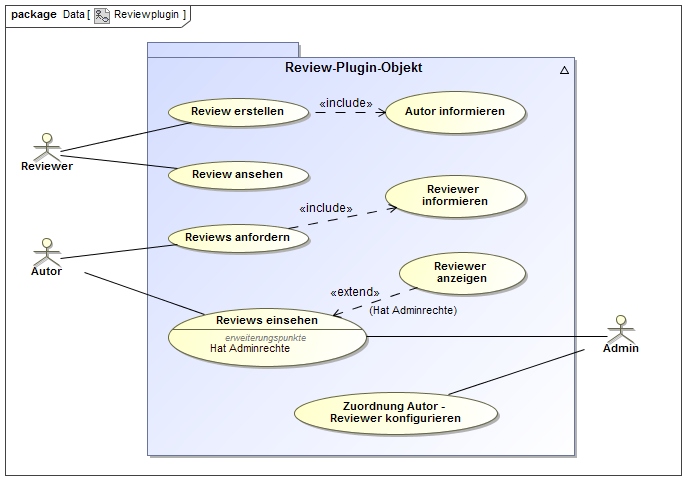 package Data [ Reviewplugin ]
Review-Plugin-Objekt
Review erstellen
«include»
Autor informieren
Reviewer
Review ansehen
Reviewer
informieren
«include»
Reviews anfordern
Autor
Reviewer
anzeigen
«extend»
(Hat Adminrechte)
Reviews einsehen
erweiterungspunkte
Hat Adminrechte
Admin
Zuordnung Autor -
Reviewer konfigurieren